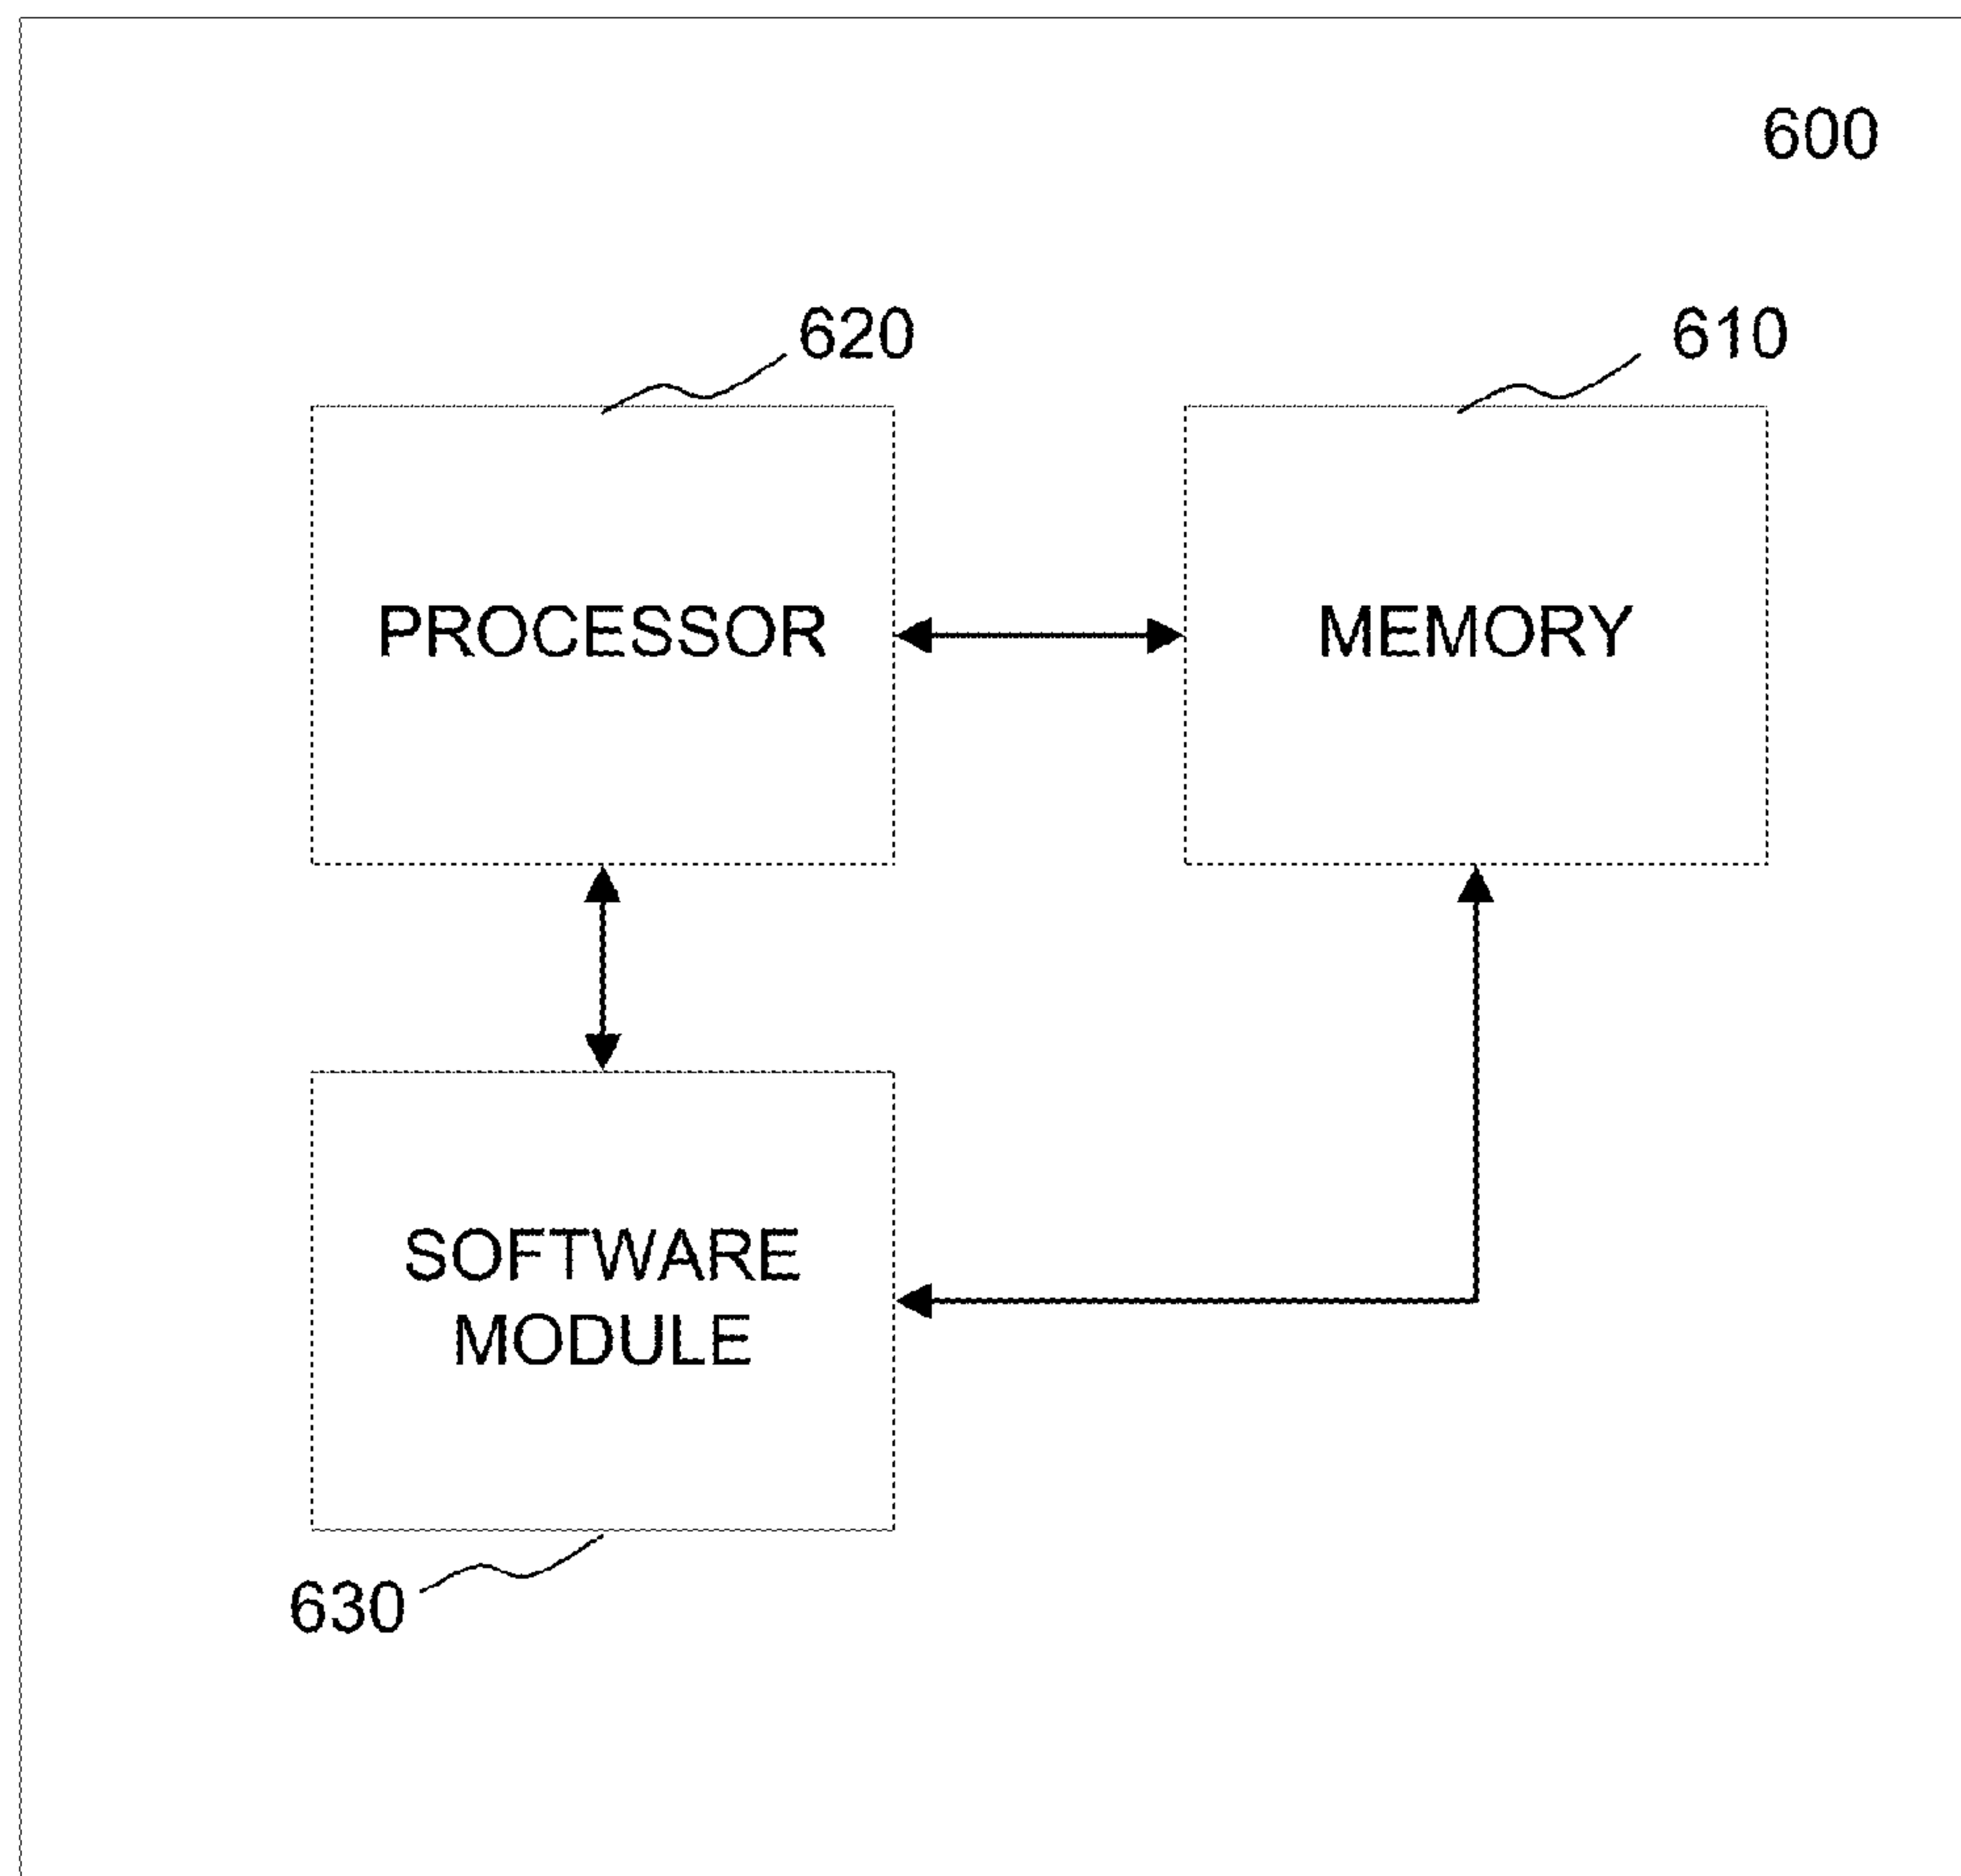 600
620
610
PROCESSOR
MEMORY
SOFTWARE
MODULE
630